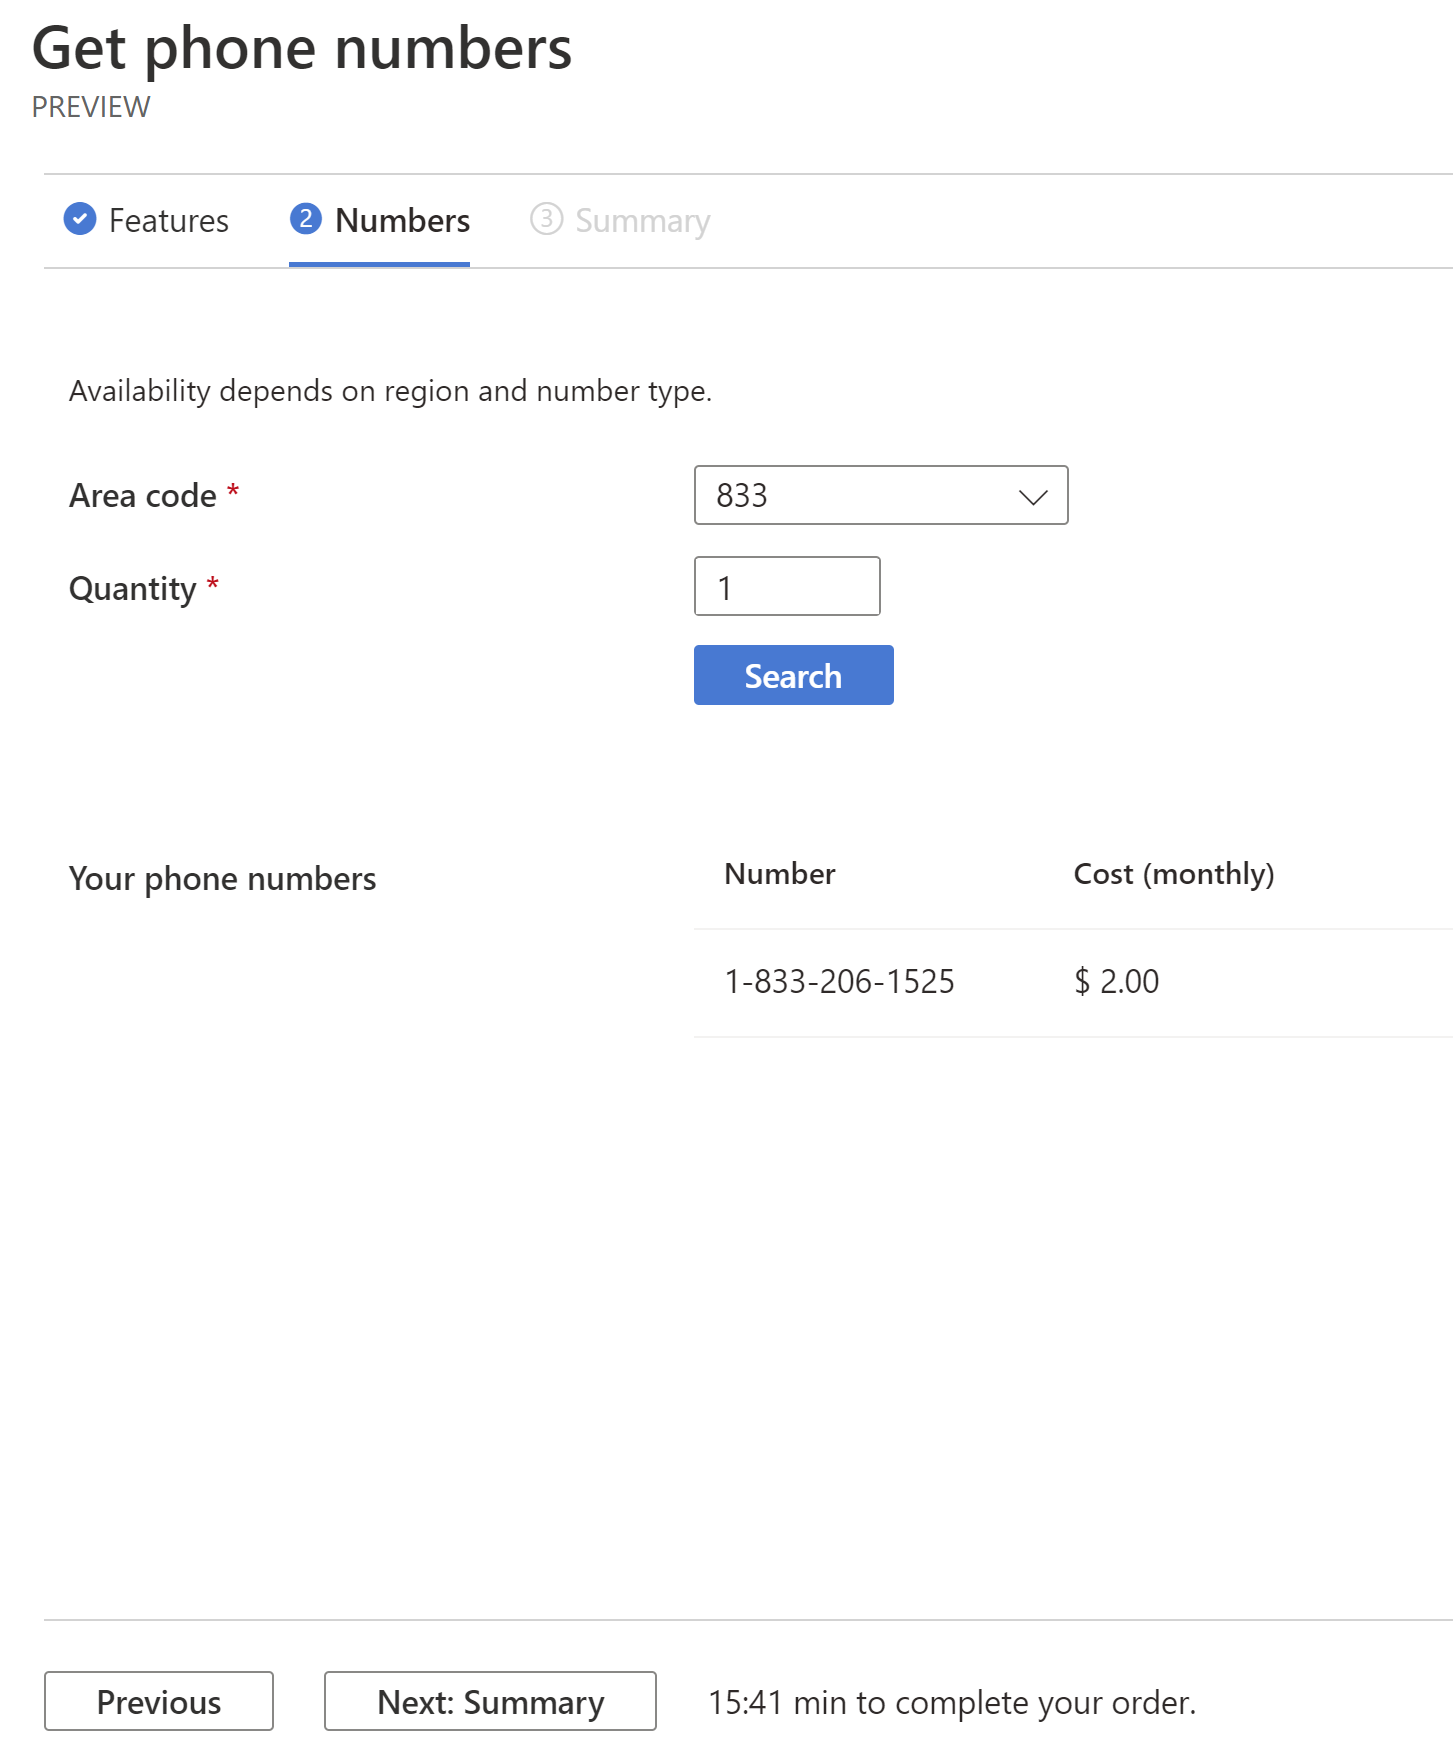 Get phone numbers
PREVIEW
Features 2 Numbers 3 Summary
Availability depends on region and number type.
Area code * 833
Quantity * 1
Search
Your phone numbers Number Cost (monthly)
1-833-206-1525 $ 2.00
Previous Next: Summary 15:41 min to complete your order.